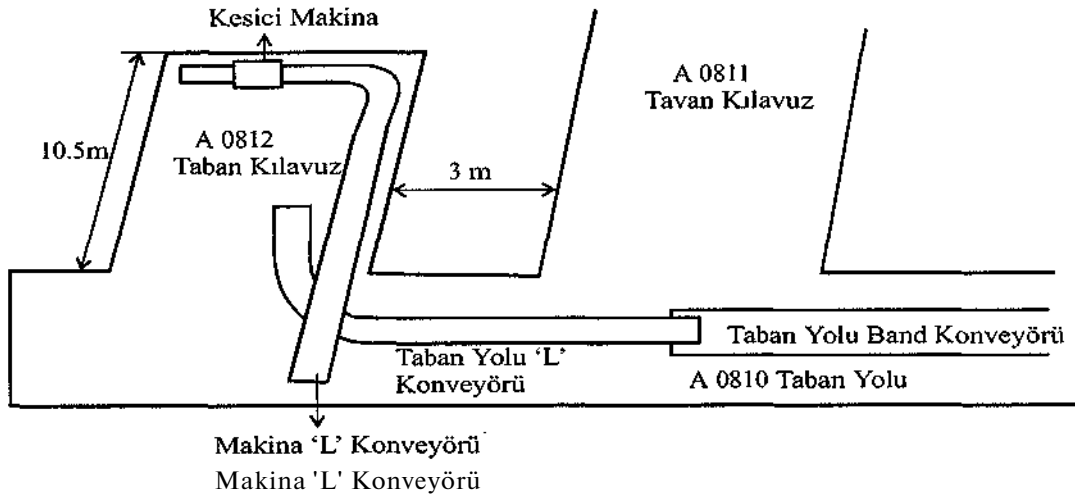 Kesici Makina
A 0811
Tavan Kılavuz
A 0812
Taban Kılavuz
10.5m
3 m
Taban Yolu Band Konveyörü
Taban Yolu 'L'
Konveyörü
A 0810 Taban Yolu
Makina 'L' Konveyörü
Makina 'L' Konveyörü